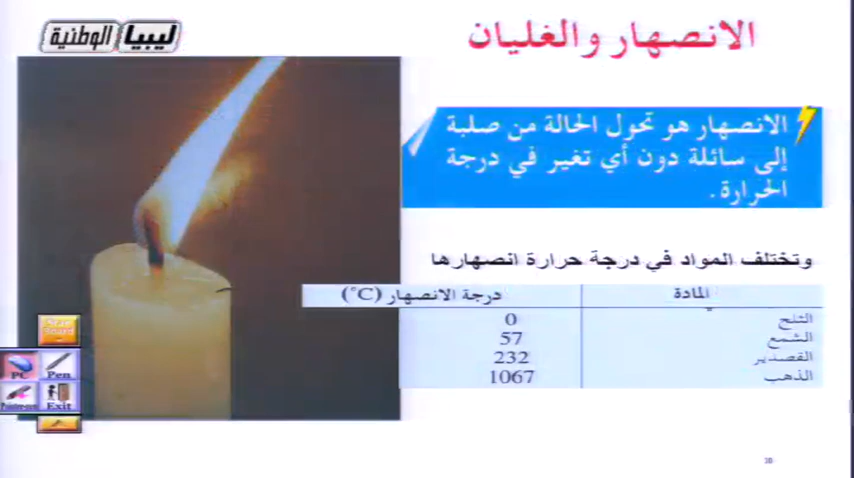 ليبيا الوطنية
الانصهار والغليان
الانصهار هو تحول الحالة من صلبة
إلى سائلة دون أي تغير في درجة
الحرارة.
وتختلف المواد في درجة حرارة انصهارها
المادة درجة الانصهار (C°)
الثلج 0
الشمع 57
القصدير 232
الذهب 1067
Board
PC Pen
Exit
10